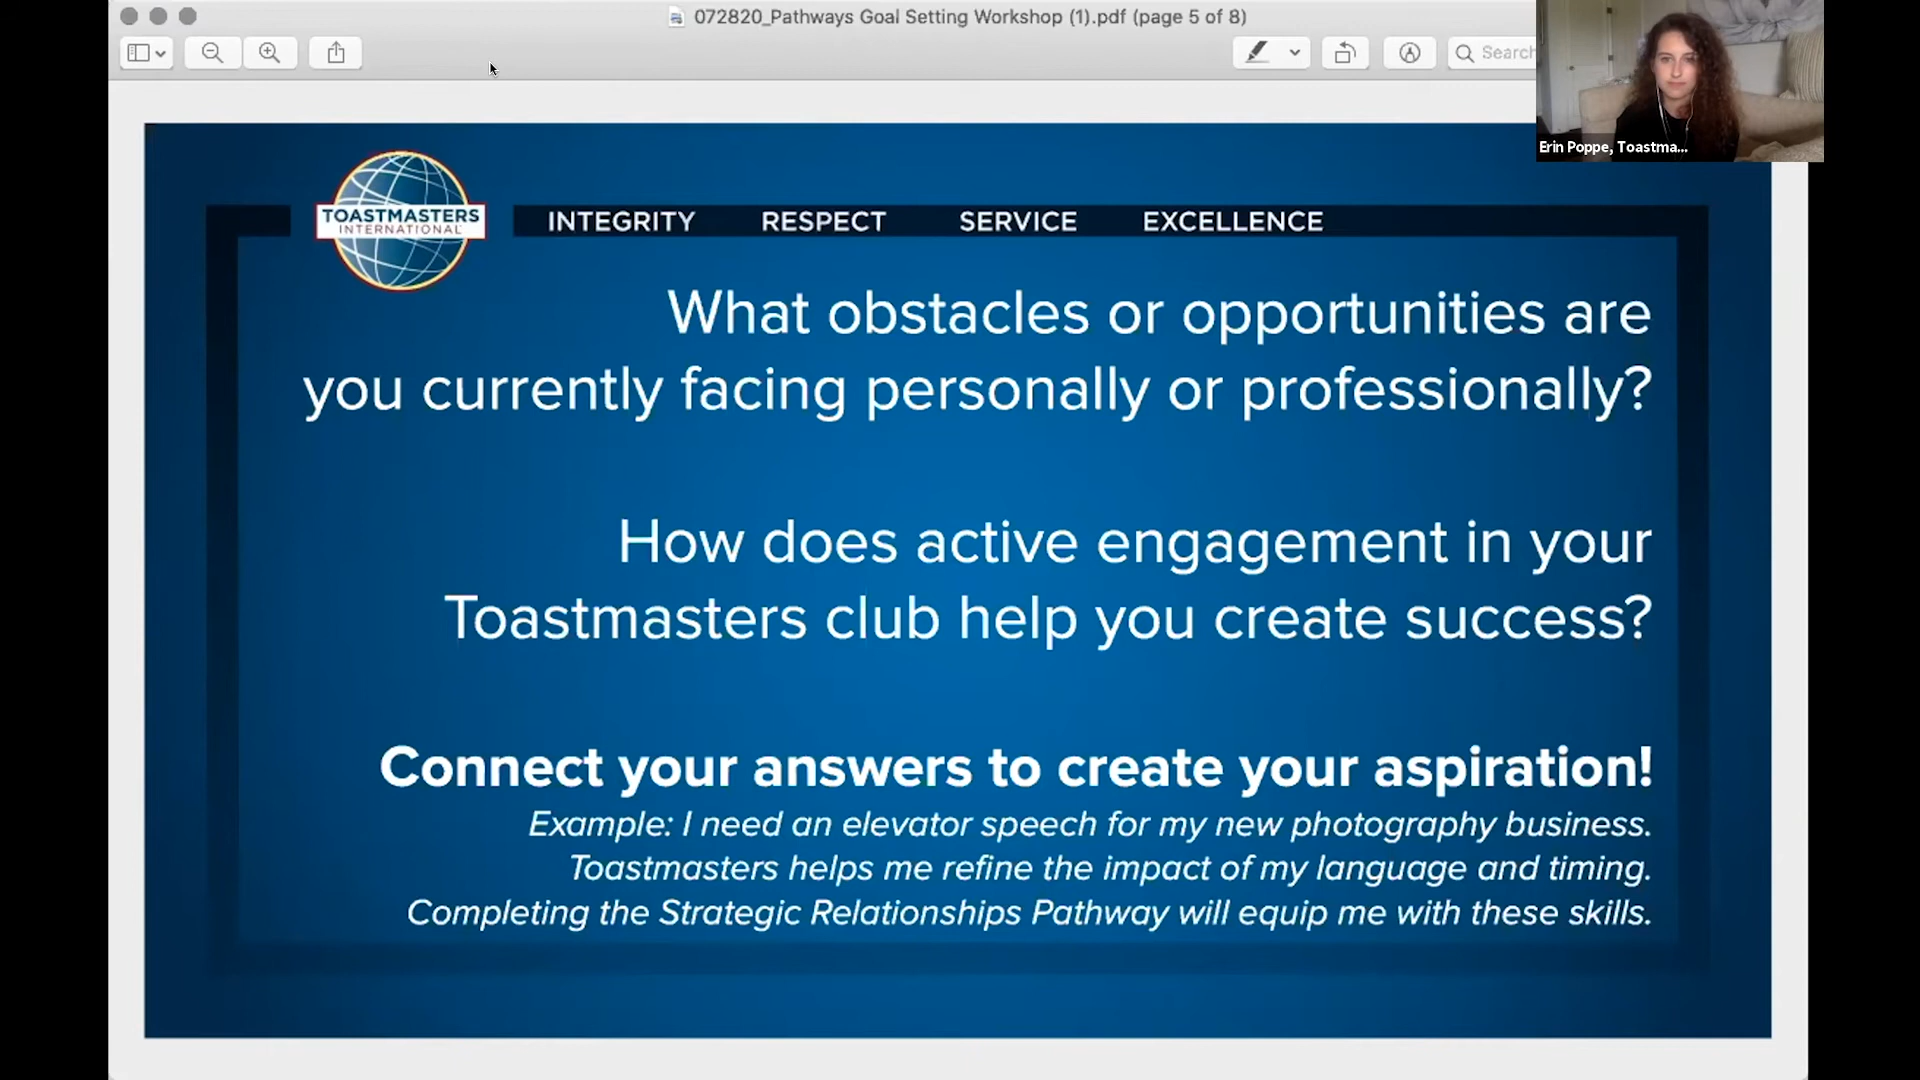 072820_Pathways Goal Setting Workshop (1).pdf (page 5 of 8)
Search
Erin Poppe, Toastma...
TOASTMASTERS
INTERNATIONAL
INTEGRITY RESPECT SERVICE EXCELLENCE
What obstacles or opportunities are
you currently facing personally or professionally?
How does active engagement in your
Toastmasters club help you create success?
Connect your answers to create your aspiration!
Example: I need an elevator speech for my new photography business.
Toastmasters helps me refine the impact of my language and timing.
Completing the Strategic Relationships Pathway will equip me with these skills.